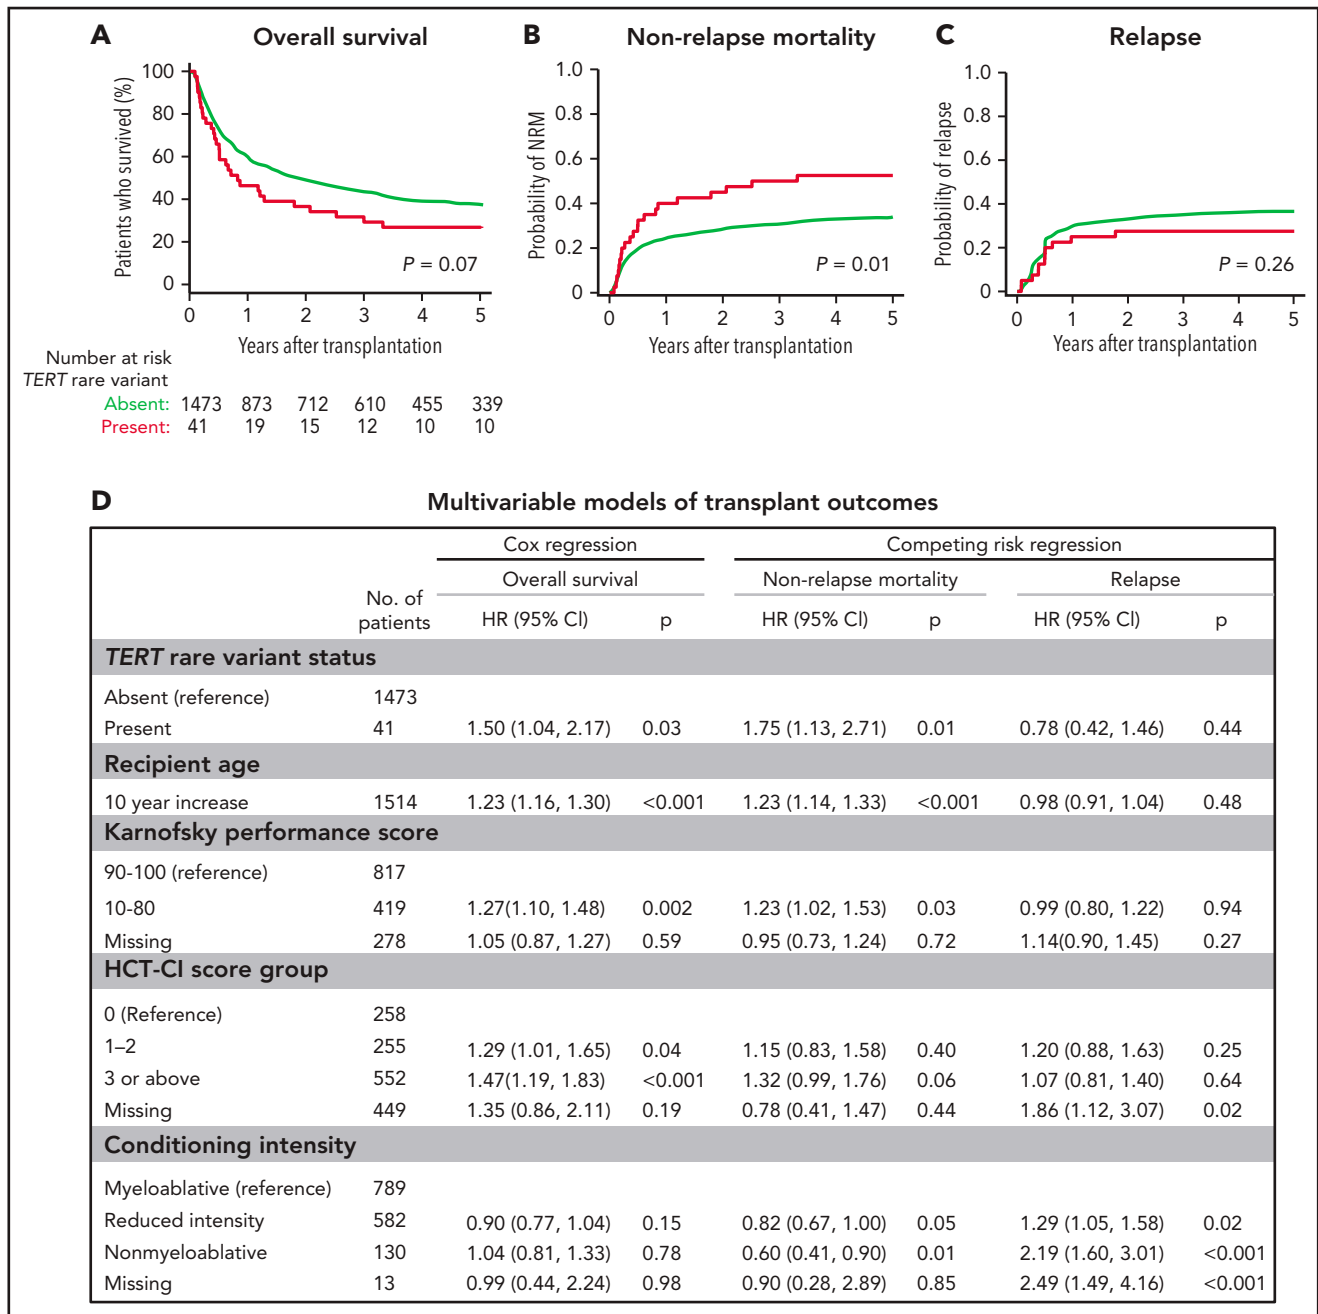 A Overall survival
B Non-relapse mortality
C Relapse
Patients who survived (%)
100
80
60
40
20
0
P = 0.07
0 1 2 3 4 5
Years after transplantation
Probability of NRM
1.0
0.8
0.6
0.4
0.2
0
P = 0.01
0 1 2 3 4 5
Years after transplantation
Probability of relapse
1.0
0.8
0.6
0.4
0.2
0
P = 0.26
0 1 2 3 4 5
Years after transplantation
Number at risk
TERT rare variant
Absent: 1473 873 712 610 455 339
Present: 41 19 15 12 10 10
D Multivariable models of transplant outcomes
Cox regression Competing risk regression
Overall survival Non-relapse mortality Relapse
No. of
patients HR (95% CI) p HR (95% CI) p HR (95% CI) p
TERT rare variant status
Absent (reference) 1473
Present 41 1.50 (1.04, 2.17) 0.03 1.75 (1.13, 2.71) 0.01 0.78 (0.42, 1.46) 0.44
Recipient age
10 year increase 1514 1.23 (1.16, 1.30) <0.001 1.23 (1.14, 1.33) <0.001 0.98 (0.91, 1.04) 0.48
Karnofsky performance score
90-100 (reference) 817
10-80 419 1.27(1.10, 1.48) 0.002 1.23 (1.02, 1.53) 0.03 0.99 (0.80, 1.22) 0.94
Missing 278 1.05 (0.87, 1.27) 0.59 0.95 (0.73, 1.24) 0.72 1.14(0.90, 1.45) 0.27
HCT-CI score group
0 (Reference) 258
1–2 255 1.29 (1.01, 1.65) 0.04 1.15 (0.83, 1.58) 0.40 1.20 (0.88, 1.63) 0.25
3 or above 552 1.47(1.19, 1.83) <0.001 1.32 (0.99, 1.76) 0.06 1.07 (0.81, 1.40) 0.64
Missing 449 1.35 (0.86, 2.11) 0.19 0.78 (0.41, 1.47) 0.44 1.86 (1.12, 3.07) 0.02
Conditioning intensity
Myeloablative (reference) 789
Reduced intensity 582 0.90 (0.77, 1.04) 0.15 0.82 (0.67, 1.00) 0.05 1.29 (1.05, 1.58) 0.02
Nonmyeloablative 130 1.04 (0.81, 1.33) 0.78 0.60 (0.41, 0.90) 0.01 2.19 (1.60, 3.01) <0.001
Missing 13 0.99 (0.44, 2.24) 0.98 0.90 (0.28, 2.89) 0.85 2.49 (1.49, 4.16) <0.001